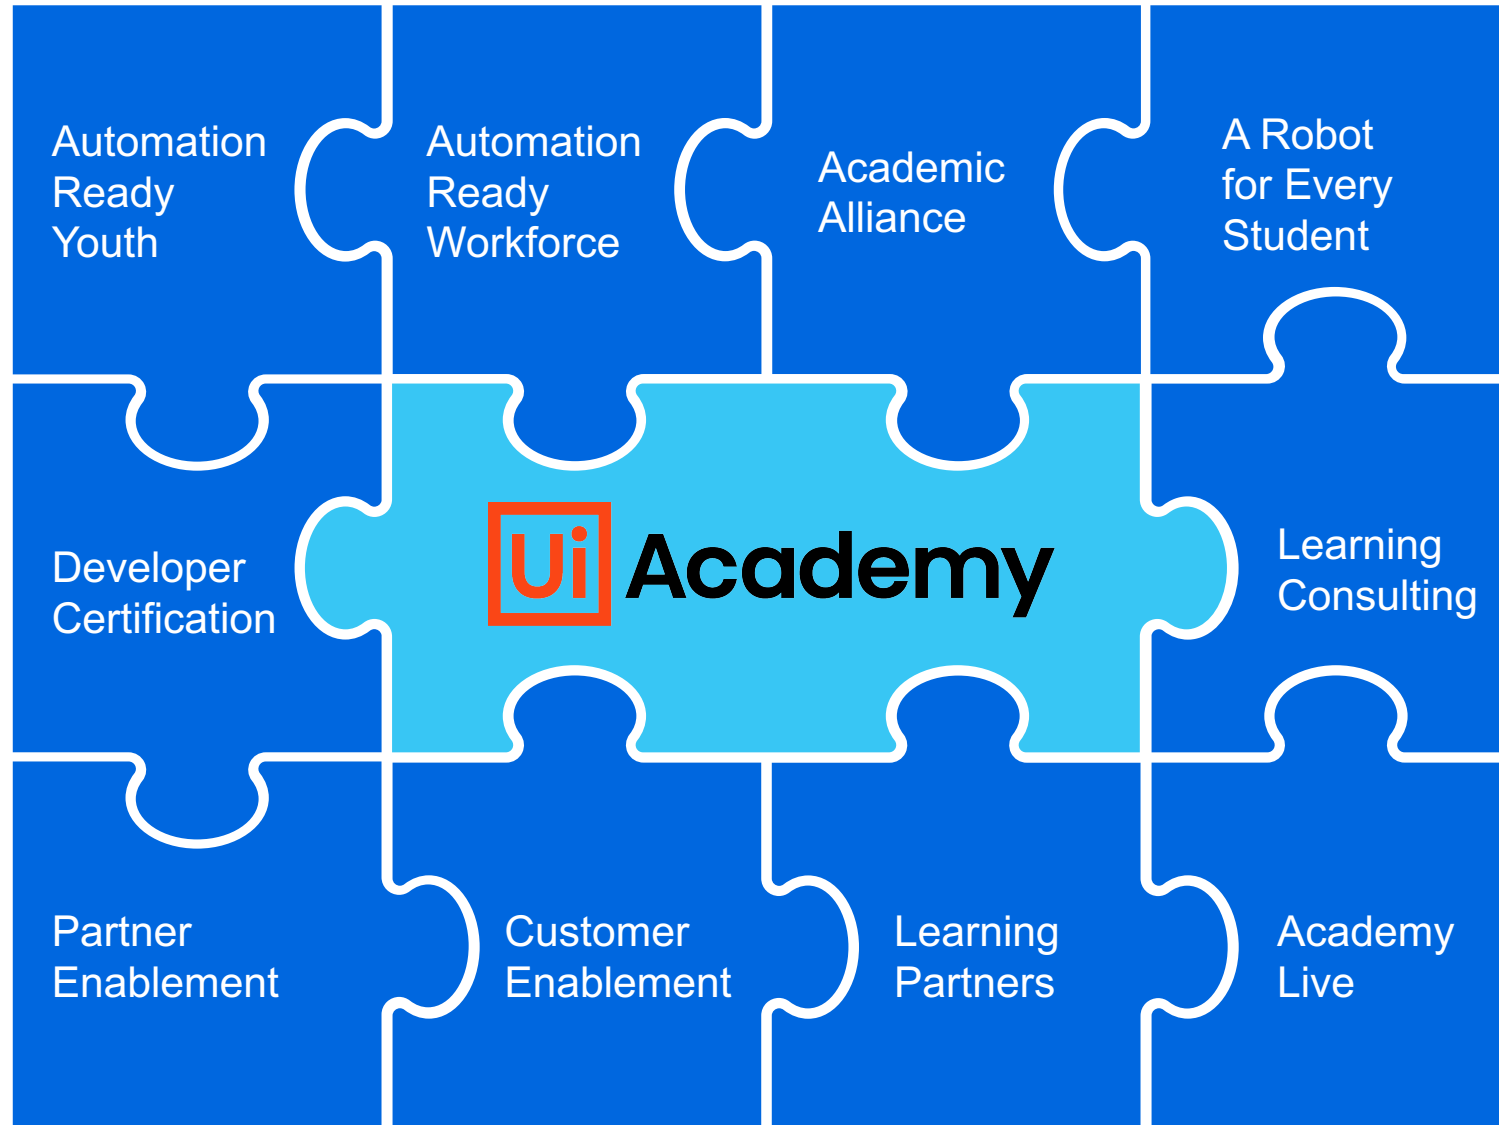 Automation
Ready
Youth
Automation
Ready
Workforce
Academic
Alliance
A Robot
for Every
Student
Developer
Certification
Ui Academy
Learning
Consulting
Partner
Enablement
Customer
Enablement
Learning
Partners
Academy
Live